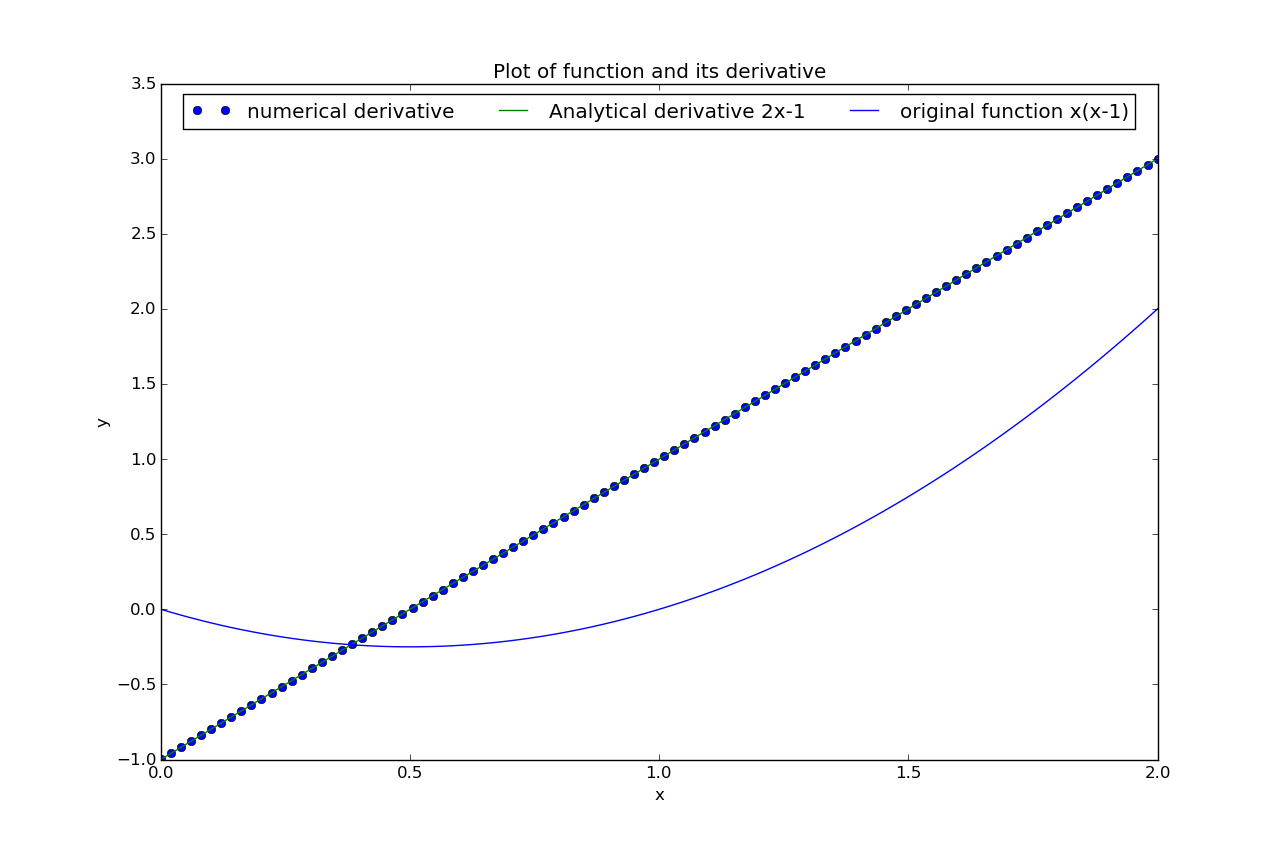 Plot of function and its derivative
numerical derivative Analytical derivative 2x-1 original function x(x-1)
3.5
3.0
2.5
2.0
1.5
1.0
0.5
0.0
−0.5
−1.0
y
0.0 0.5 1.0 1.5 2.0
x